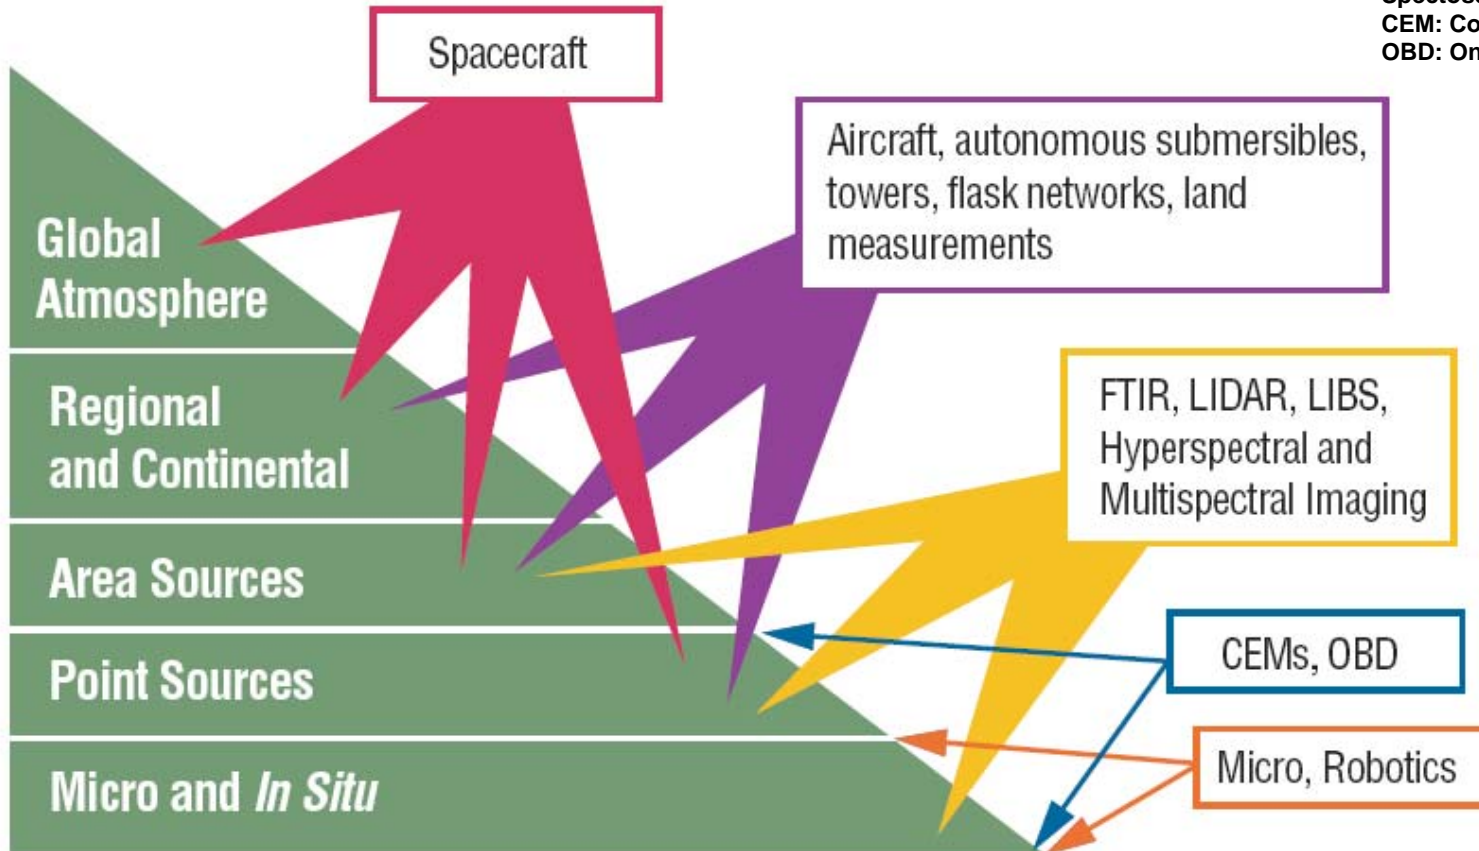 CEM: Co
OBD: On
Spacecraft
Aircraft, autonomous submersibles,
towers, flask networks, land
measurements
Global
Atmosphere
Regional
and Continental
FTIR, LIDAR, LIBS,
Hyperspectral and
Multispectral Imaging
Area Sources
CEMs, OBD
Point Sources
Micro, Robotics
Micro and In Situ